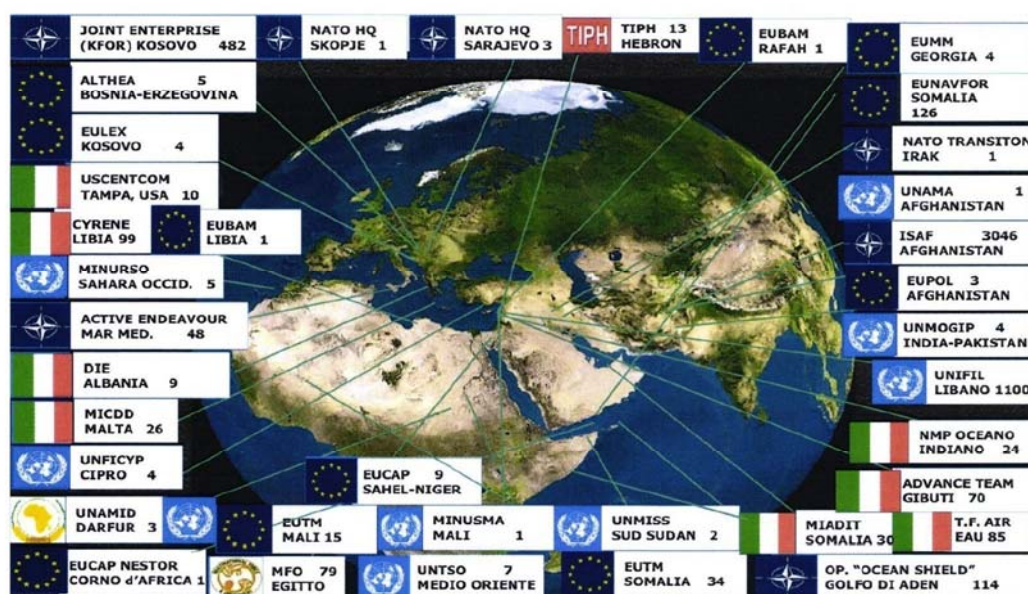 JOINT ENTERPRISE
(KFOR) KOSOVO 482
NATO HQ
SKOPJE 1
NATO HQ
SARAJEVO 3
TIPH
TIPH 13
HEBRON
EUBAM
RAFAH 1
EUMM
GEORGIA 4
ALTHEA 5
BOSNIA-ERZEGOVINA
EUNAVFOR
SOMALIA
126
EULEX
KOSOVO 4
NATO TRANSITON
IRAK 1
USCENTCOM
TAMPA, USA 10
UNAMA 1
AFGHANISTAN
CYRENE
LIBIA 99
EUBAM
LIBIA 1
ISAF 3046
AFGHANISTAN
MINURSO
SAHARA OCCID. 5
EUPOL 3
AFGHANISTAN
ACTIVE ENDEAVOUR
MAR MED. 48
UNMOGIP 4
INDIA-PAKISTAN
DIE
ALBANIA 9
UNIFIL
LIBANO 1100
MICDD
MALTA 26
NMP OCEANO
INDIANO 24
UNFICYP
CIPRO 4
EUCAP 9
SAHEL-NIGER
ADVANCE TEAM
GIBUTI 70
UNAMID
DARFUR 3
EUTM
MALI 15
MINUSMA
MALI 1
UNMISS
SUD SUDAN 2
MIADIT
SOMALIA 30
T.F. AIR
EAU 85
EUCAP NESTOR
CORNO d'AFRICA 1
MFO 79
EGITTO
UNTSO 7
MEDIO ORIENTE
EUTM
SOMALIA 34
OP. "OCEAN SHIELD"
GOLFO DI ADEN 114